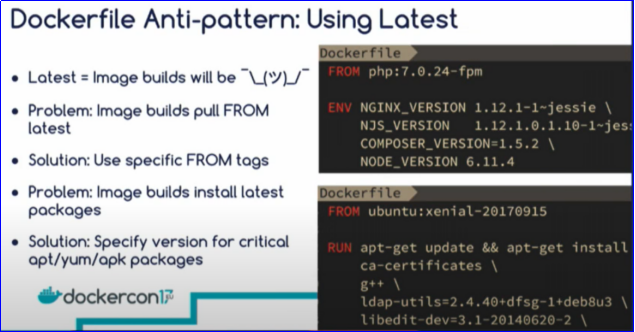 Dockerfile Anti-pattern: Using Latest
Latest = Image builds will be ¯\_(ツ)_/¯
Problem: Image builds pull FROM
latest
Solution: Use specific FROM tags
Problem: Image builds install latest
packages
Solution: Specify version for critical
apt/yum/apk packages
dockercon17
Dockerfile
FROM php:7.0.24-fpm
ENV NGINX_VERSION 1.12.1-1~jessie \
NJS_VERSION 1.12.1.0.1.10-1~jes
COMPOSER_VERSION=1.5.2 \
NODE_VERSION 6.11.4
Dockerfile
FROM ubuntu:xenial-20170915
RUN apt-get update && apt-get install
ca-certificates \
g++ \
ldap-utils=2.4.40+dfsg-1+deb8u3 \
libedit-dev=3.1-20140620-2 \